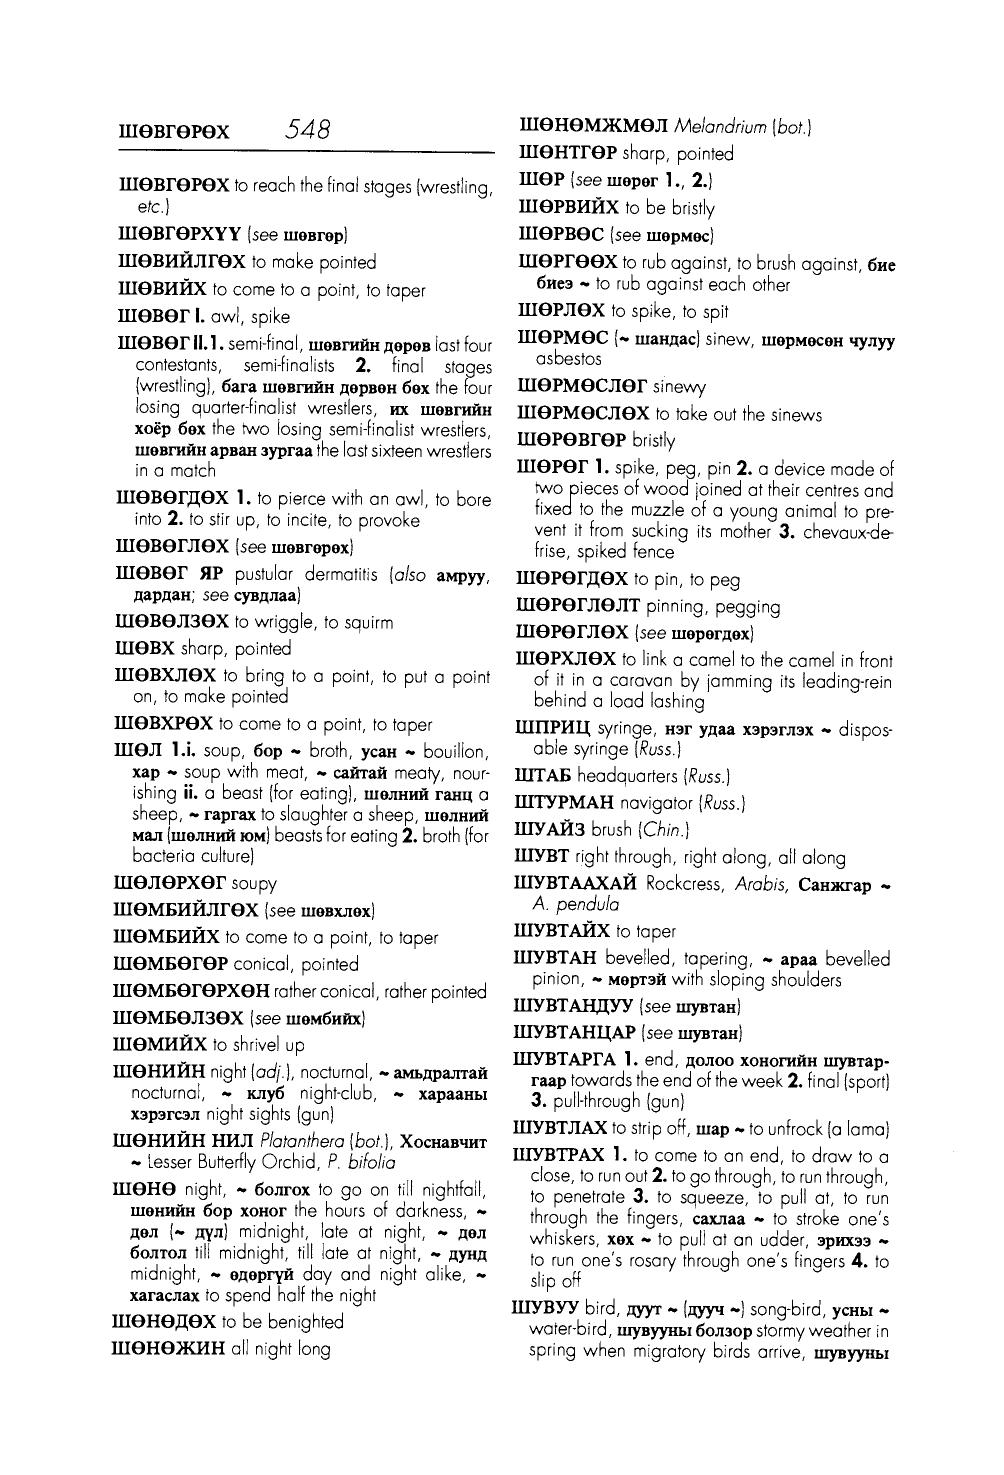 ШӨВГӨРӨХ 548
ШӨВГӨРӨХ to reach the final stages (wrestling,
etc.)
ШӨВГӨРХҮҮ (see шөвгөр)
ШӨВИЙЛГӨХ to make pointed
ШӨВИЙХ to come to a point, to taper
ШӨВӨГ I. awl, spike
ШӨВӨГ II. 1. semi-final, шөвгийн дөрөв last four
contestants, semi-finalists 2. final stages
(wrestling), бага шөвгийн дөрвөн бөх the four
losing quarter-finalist wrestlers, их шөвгийн
хоёр бөх the two losing semi-finalist wrestlers,
шөвгийн арван зургаа the last sixteen wrestlers
in a match
ШӨВӨГДӨХ 1. to pierce with an awl, to bore
into 2. to stir up, to incite, to provoke
ШӨВӨГЛӨХ (see шөвгөрөх)
ШӨВӨГ ЯР pustular dermatitis (also амруу,
дардан; see сувдлаа)
ШӨВӨЛЗӨХ to wriggle, to squirm
ШӨВХ sharp, pointed
ШӨВХЛӨХ to bring to a point, to put a point
on, to make pointed
ШӨВХРӨХ to come to a point, to taper
ШӨЛ 1.i. soup, бор ~ broth, усан ~ bouillon,
хар ~ soup with meat, ~ сайтай meaty, nour-
ishing ii. a beast (for eating), шөлний ганц a
sheep, ~ гаргах to slaughter a sheep, шөлний
мал (шөлний юм) beasts for eating 2. broth (for
bacteria culture)
ШӨЛӨРХӨГ soupy
ШӨМБИЙЛГӨХ (see шөвхлөх)
ШӨМБИЙХ to come to a point, to taper
ШӨМБӨГӨР conical, pointed
ШӨМБӨГӨРХӨН rather conical, rather pointed
ШӨМБӨЛЗӨХ (see шөмбийх)
ШӨМИЙХ to shrivel up
ШӨНИЙН night (adj.), nocturnal, ~ амьдралтай
nocturnal, ~ клуб night-club, ~ харааны
хэрэгсэл night sights (gun)
ШӨНИЙН НИЛ Platanthera (bot.), Хоснавчит
~ Lesser Butterfly Orchid, P. bifolia
ШӨНӨ night, ~ болгох to go on till nightfall,
шөнийн бор хоног the hours of darkness, ~
дөл (~ дүл) midnight, late at night, ~ дөл
болтол till midnight, till late at night, ~ дунд
midnight, ~ өдөргүй day and night alike, ~
хагаслах to spend half the night
ШӨНӨДӨХ to be benighted
ШӨНӨЖИН all night long
ШӨНӨМЖМӨЛ Melandrium (bot.)
ШӨНТГӨР sharp, pointed
ШӨР (see шөрөг 1., 2.)
ШӨРВИЙХ to be bristly
ШӨРВӨС (see шөрмөс)
ШӨРГӨӨХ to rub against, to brush against, бие
биеэ ~ to rub against each other
ШӨРЛӨХ to spike, to spit
ШӨРМӨС (~ шандас) sinew, шөрмөсөн чулуу
asbestos
ШӨРМӨСЛӨГ sinewy
ШӨРМӨСЛӨХ to take out the sinews
ШӨРӨВГӨР bristly
ШӨРӨГ 1. spike, peg, pin 2. a device made of
two pieces of wood joined at their centres and
fixed to the muzzle of a young animal to pre-
vent it from sucking its mother 3. chevaux-de-
frise, spiked fence
ШӨРӨГДӨХ to pin, to peg
ШӨРӨГЛӨЛТ pinning, pegging
ШӨРӨГЛӨХ (see шөрөгдөх)
ШӨРХЛӨХ to link a camel to the camel in front
of it in a caravan by jamming its leading-rein
behind a load lashing
ШПРИЦ syringe, нэг удаа хэрэглэх ~ dispos-
able syringe (Russ.)
ШТАБ headquarters (Russ.)
ШТУРМАН navigator (Russ.)
ШУАЙЗ brush (Chin.)
ШУВТ right through, right along, all along
ШУВТААХАЙ Rockcress, Arabis, Санжгар ~
A. pendula
ШУВТАЙХ to taper
ШУВТАН bevelled, tapering, ~ араа bevelled
pinion, ~ мөртэй with sloping shoulders
ШУВТАНДУУ (see шувтан)
ШУВТАНЦАР (see шувтан)
ШУВТАРГА 1. end, долоо хоногийн шувтар-
гаар towards the end of the week 2. final (sport)
3. pull-through (gun)
ШУВТЛАХ to strip off, шар ~ to unfrock (a lama)
ШУВТРАХ 1. to come to an end, to draw to a
close, to run out 2. to go through, to run through,
to penetrate 3. to squeeze, to pull at, to run
through the fingers, сахлаа ~ to stroke one's
whiskers, хөх ~ to pull at an udder, эрихээ ~
to run one's rosary through one's fingers 4. to
slip off
ШУВУУ bird, дуут ~ (дууч ~) song-bird, усны ~
water-bird, шувууны болзор stormy weather in
spring when migratory birds arrive, шувууны